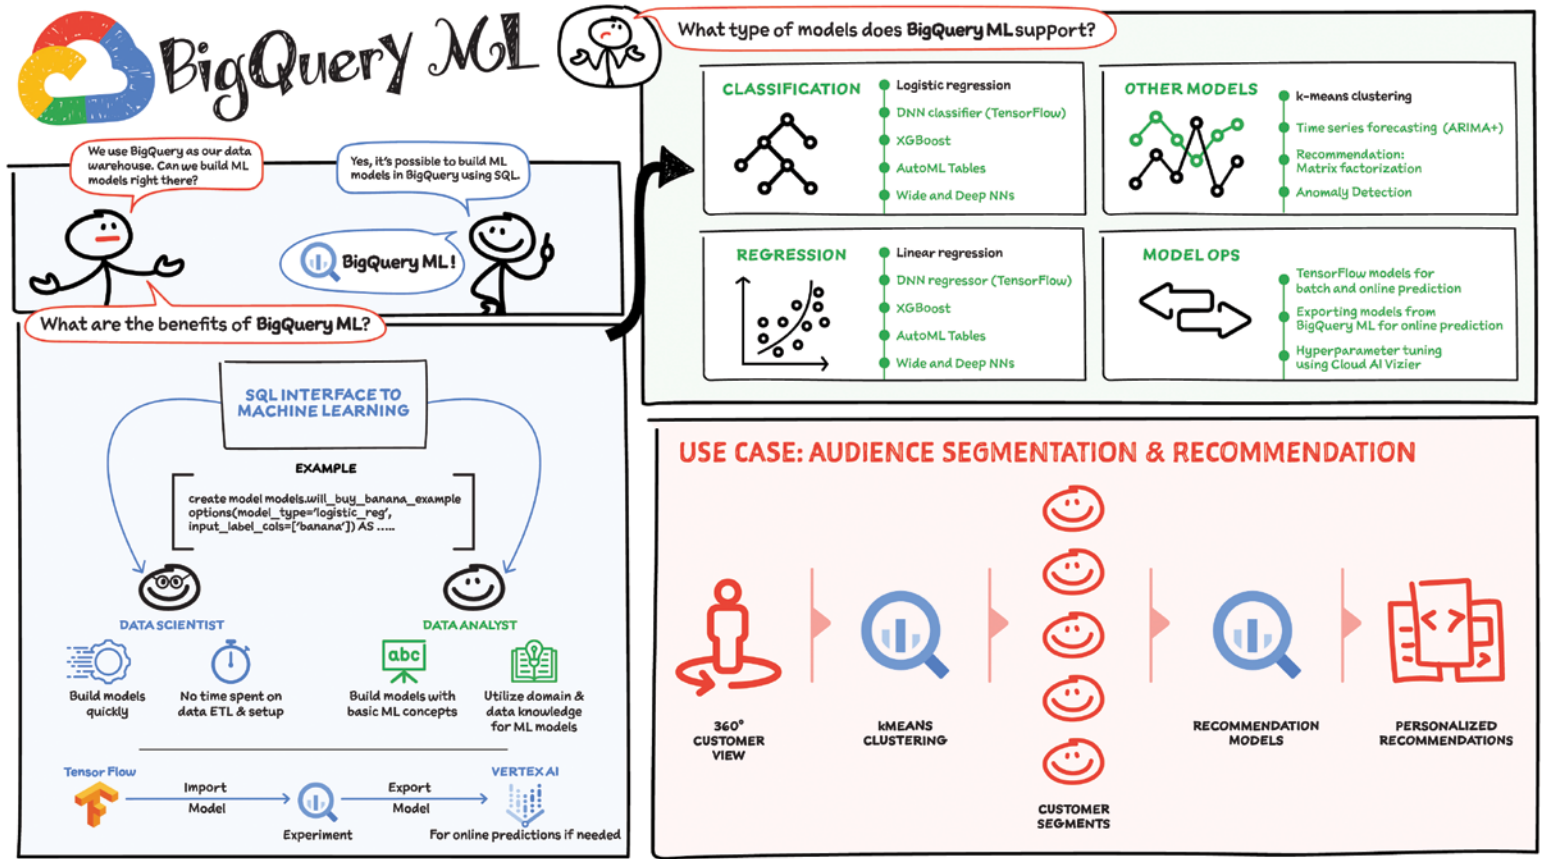 BigQuery ML
We use BigQuery as our data
warehouse. Can we build ML
models right there?
Yes, it's possible to build ML
models in BigQuery using SQL.
BigQuery ML!
What are the benefits of BigQuery ML?
SQL INTERFACE TO
MACHINE LEARNING
EXAMPLE
create model models.will_buy_banana_example
options(model_type='logistic_reg',
input_label_cols=['banana']) AS .....
DATA SCIENTIST
Build models
quickly
No time spent on
data ETL & setup
DATA ANALYST
abc
Build models with
basic ML concepts
Utilize domain &
data knowledge
for ML models
Tensor Flow
Import
Model
Experiment
Export
Model
VERTEX AI
For online predictions if needed
What type of models does BigQuery ML support?
CLASSIFICATION
Logistic regression
DNN classifier (TensorFlow)
XGBoost
AutoML Tables
Wide and Deep NNs
OTHER MODELS
k-means clustering
Time series forecasting (ARIMA+)
Recommendation:
Matrix factorization
Anomaly Detection
REGRESSION
Linear regression
DNN regressor (TensorFlow)
XGBoost
AutoML Tables
Wide and Deep NNs
MODEL OPS
TensorFlow models for
batch and online prediction
Exporting models from
BigQuery ML for online prediction
Hyperparameter tuning
using Cloud AI Vizier
USE CASE: AUDIENCE SEGMENTATION & RECOMMENDATION
360°
CUSTOMER
VIEW
kMEANS
CLUSTERING
CUSTOMER
SEGMENTS
RECOMMENDATION
MODELS
< >
PERSONALIZED
RECOMMENDATIONS